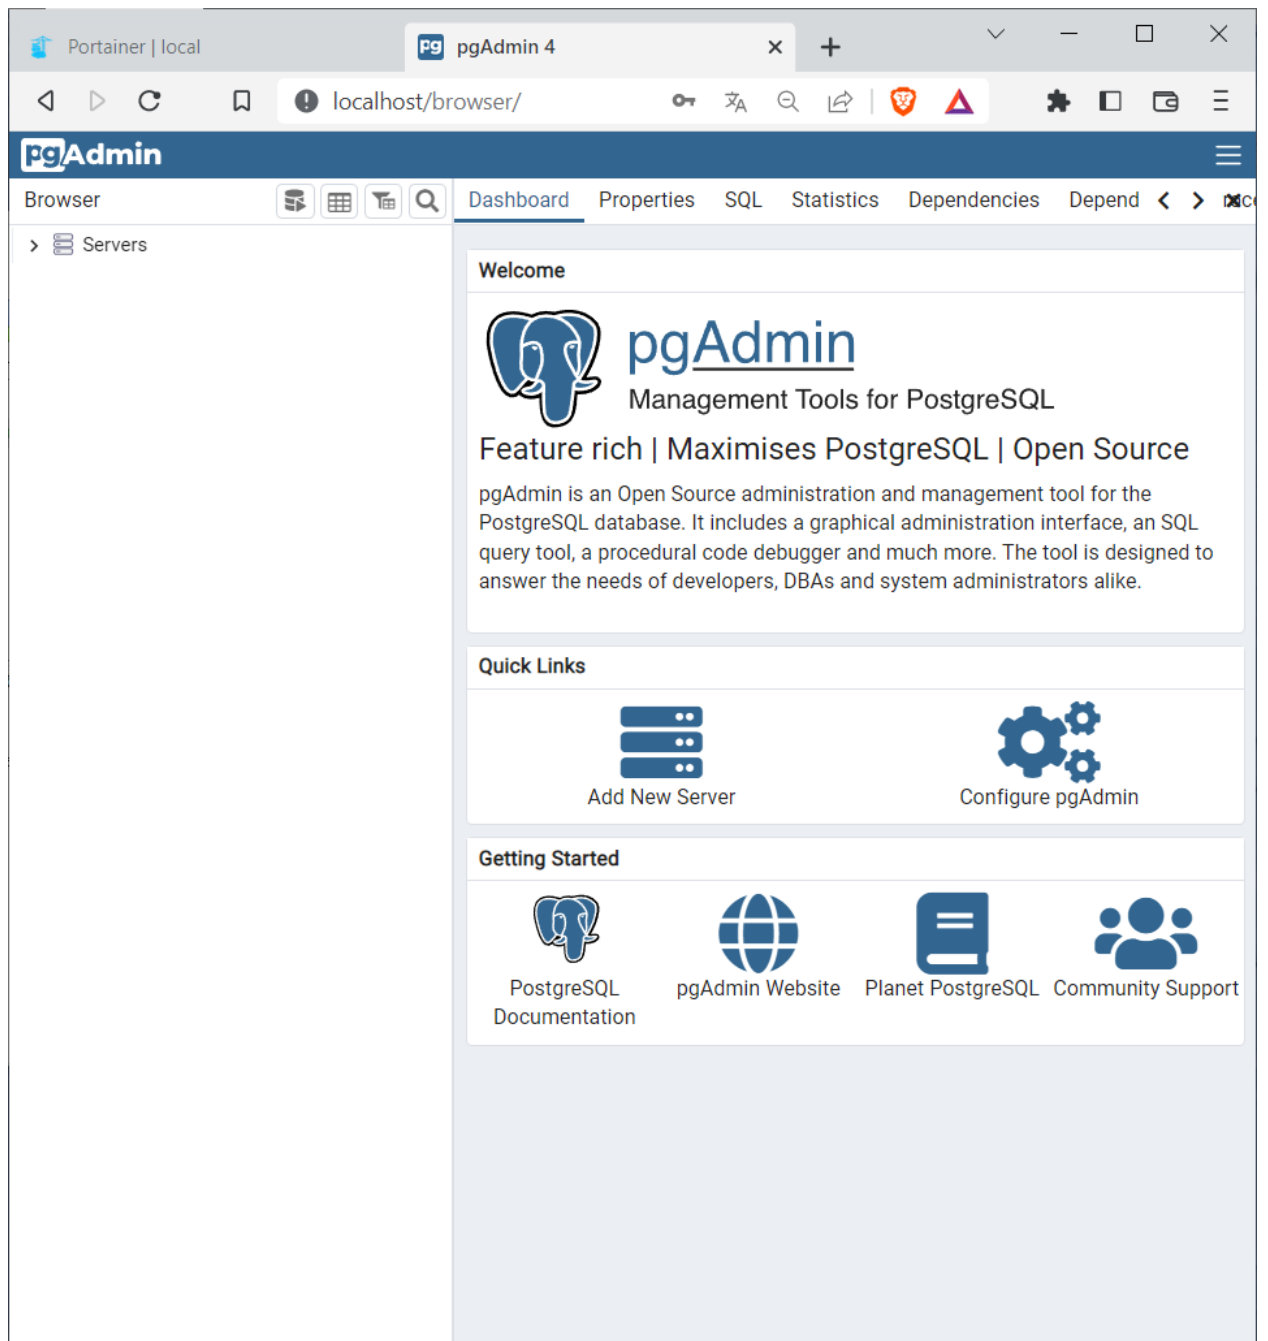 Portainer | local
pgAdmin 4
localhost/browser/
pgAdmin
Browser
Dashboard Properties SQL Statistics Dependencies Depend
Servers
Welcome
pgAdmin
Management Tools for PostgreSQL
Feature rich | Maximises PostgreSQL | Open Source
pgAdmin is an Open Source administration and management tool for the
PostgreSQL database. It includes a graphical administration interface, an SQL
query tool, a procedural code debugger and much more. The tool is designed to
answer the needs of developers, DBAs and system administrators alike.
Quick Links
Add New Server
Configure pgAdmin
Getting Started
PostgreSQL
Documentation
pgAdmin Website
Planet PostgreSQL
Community Support